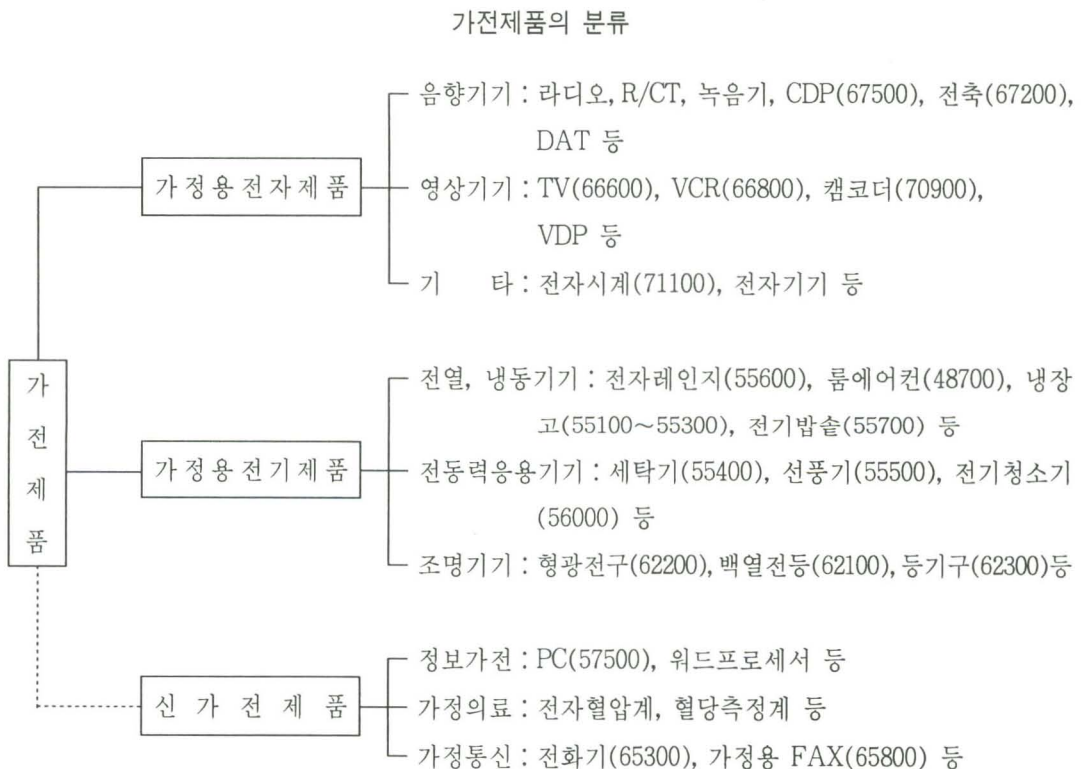 가전제품의 분류
음향기기 : 라디오, R/CT, 녹음기, CDP(67500), 전축(67200),
DAT 등
가정용전자제품
영상기기 : TV(66600), VCR(66800), 캠코더(70900),
VDP 등
기 타 : 전자시계(71100), 전자기기 등
가전제품
전열, 냉동기기 : 전자레인지(55600), 룸에어컨(48700), 냉장
고(55100~55300), 전기밥솥(55700) 등
가정용전기제품
전동력응용기기 : 세탁기(55400), 선풍기(55500), 전기청소기
(56000) 등
조명기기 : 형광전구(62200), 백열전등(62100), 등기구(62300)등
정보가전 : PC(57500), 워드프로세서 등
신가전제품
가정의료 : 전자혈압계, 혈당측정계 등
가정통신 : 전화기(65300), 가정용 FAX(65800) 등